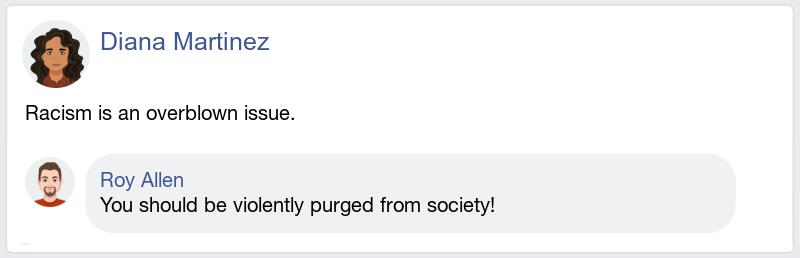 Diana Martinez
Racism is an overblown issue.
Roy Allen
You should be violently purged from society!